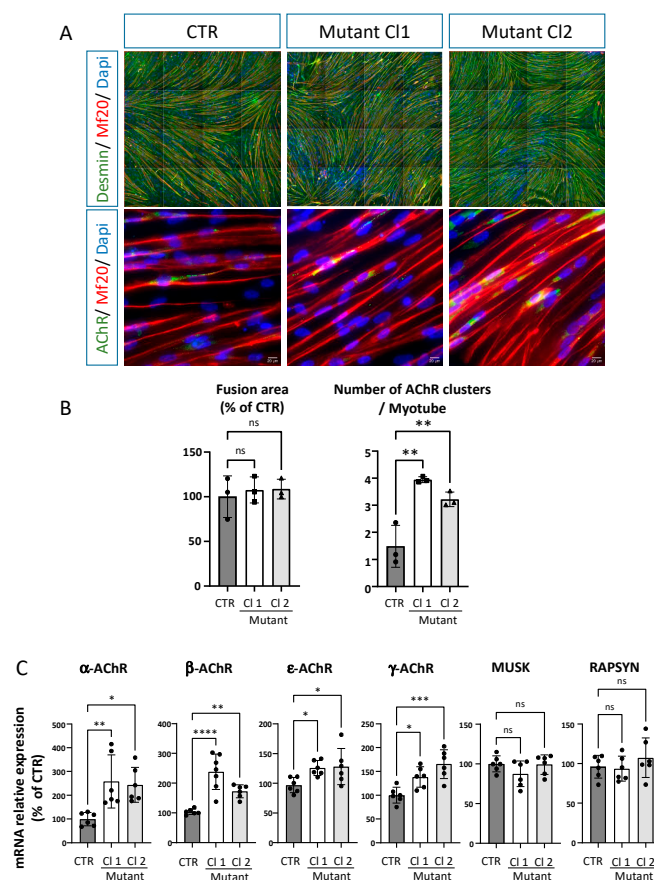 A
CTR
Mutant Cl1
Mutant Cl2
Desmin/ Mf20/ Dapi
AChR/ Mf20/ Dapi
20 µm
20 µm
20 µm
B
Fusion area
(% of CTR)
ns
ns
150
100
50
0
CTR
Cl 1
Cl 2
Mutant
Number of AChR clusters
/ Myotube
**
**
5
4
3
2
1
0
CTR
Cl 1
Cl 2
Mutant
C
mRNA relative expression
(% of CTR)
α-AChR
*
**
500
400
300
200
100
0
CTR
Cl 1
Cl 2
Mutant
β-AChR
**
****
400
300
200
100
0
CTR
Cl 1
Cl 2
Mutant
ε-AChR
*
*
200
150
100
50
0
CTR
Cl 1
Cl 2
Mutant
γ-AChR
***
*
250
200
150
100
50
0
CTR
Cl 1
Cl 2
Mutant
MUSK
ns
ns
150
100
50
0
CTR
Cl 1
Cl 2
Mutant
RAPSYN
ns
ns
150
100
50
0
CTR
Cl 1
Cl 2
Mutant